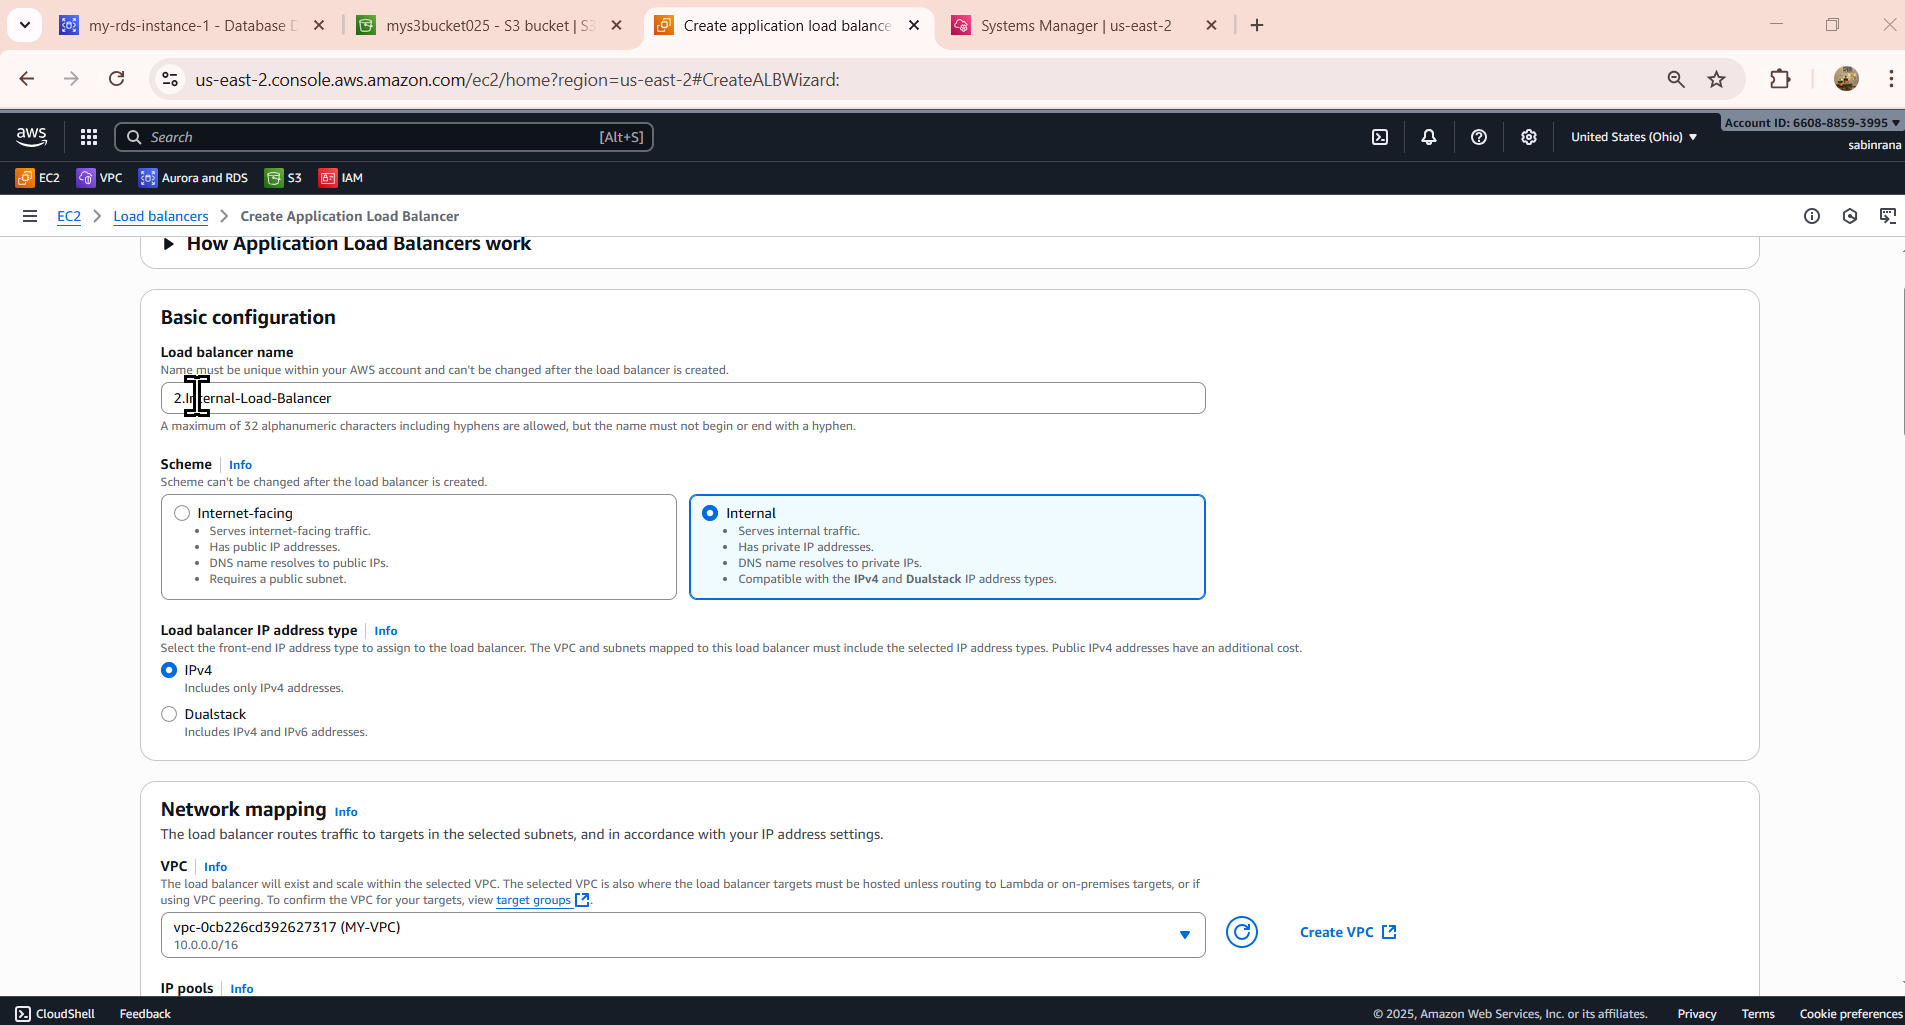 my-rds-instance-1 - Database D
mys3bucket025 - S3 bucket | S3
Create application load balance
Systems Manager | us-east-2
us-east-2.console.aws.amazon.com/ec2/home?region=us-east-2#CreateALBWizard:
aws
Search
[Alt+S]
United States (Ohio)
Account ID: 6608-8859-3995
sabinrana
EC2
VPC
Aurora and RDS
S3
IAM
EC2
Load balancers
Create Application Load Balancer
How Application Load Balancers work
Basic configuration
Load balancer name
Name must be unique within your AWS account and can't be changed after the load balancer is created.
2.Internal-Load-Balancer
A maximum of 32 alphanumeric characters including hyphens are allowed, but the name must not begin or end with a hyphen.
Scheme Info
Scheme can't be changed after the load balancer is created.
Internet-facing
• Serves internet-facing traffic.
• Has public IP addresses.
• DNS name resolves to public IPs.
• Requires a public subnet.
Internal
• Serves internal traffic.
• Has private IP addresses.
• DNS name resolves to private IPs.
• Compatible with the IPv4 and Dualstack IP address types.
Load balancer IP address type Info
Select the front-end IP address type to assign to the load balancer. The VPC and subnets mapped to this load balancer must include the selected IP address types. Public IPv4 addresses have an additional cost.
IPv4
Includes only IPv4 addresses.
Dualstack
Includes IPv4 and IPv6 addresses.
Network mapping Info
The load balancer routes traffic to targets in the selected subnets, and in accordance with your IP address settings.
VPC Info
The load balancer will exist and scale within the selected VPC. The selected VPC is also where the load balancer targets must be hosted unless routing to Lambda or on-premises targets, or if
using VPC peering. To confirm the VPC for your targets, view target groups.
vpc-0cb226cd392627317 (MY-VPC)
10.0.0.0/16
Create VPC
IP pools Info
CloudShell
Feedback
© 2025, Amazon Web Services, Inc. or its affiliates.
Privacy
Terms
Cookie preferences